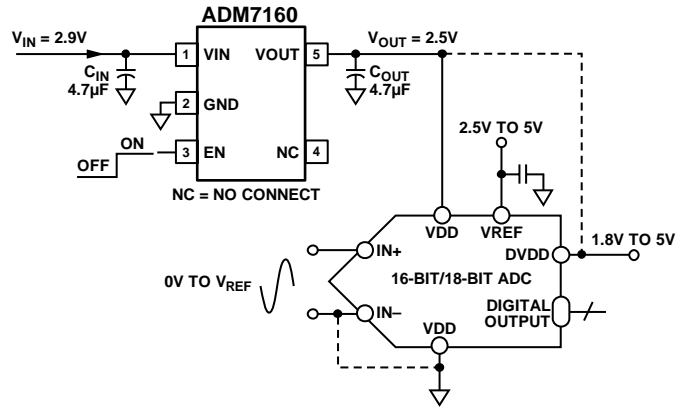 ADM7160
V_IN = 2.9V
1 VIN
VOUT 5
V_OUT = 2.5V
C_IN
4.7µF
C_OUT
4.7µF
2 GND
OFF
ON
3 EN
NC 4
NC = NO CONNECT
2.5V TO 5V
VDD
VREF
IN+
DVDD
1.8V TO 5V
0V TO V_REF
16-BIT/18-BIT ADC
IN–
DIGITAL
OUTPUT
VDD